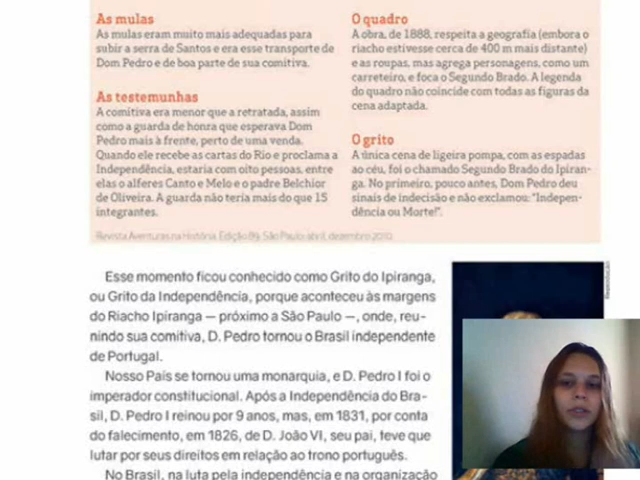 As mulas
As mulas eram muito mais adequadas para
subir a serra de Santos e era esse transporte de
Dom Pedro e de boa parte de sua comitiva.
As testemunhas
A comitiva era menor que a retratada, assim
como a guarda de honra que esperava Dom
Pedro mais à frente, perto de uma venda.
Quando ele recebe as cartas do Rio e proclama a
Independência, estaria com oito pessoas, entre
elas o alferes Canto e Melo e o padre Belchior
de Oliveira. A guarda não teria mais do que 15
integrantes.
O quadro
A obra, de 1888, respeita a geografia (embora o
riacho estivesse cerca de 400 m mais distante)
e as roupas, mas agrega personagens, como um
carreteiro, e foca o Segundo Brado. A legenda
do quadro não coincide com todas as figuras da
cena adaptada.
O grito
A única cena de ligeira pompa, com as espadas
ao céu, foi o chamado Segundo Brado do Ipiran-
ga. No primeiro, pouco antes, Dom Pedro deu
sinais de indecisão e não exclamou: "Indepen-
dência ou Morte!".
Revista Aventuras na História. Edição 89. São Paulo: abril, dezembro 2010.
Esse momento ficou conhecido como Grito do Ipiranga,
ou Grito da Independência, porque aconteceu às margens
do Riacho Ipiranga — próximo a São Paulo —, onde, reu-
nindo sua comitiva, D. Pedro tornou o Brasil independente
de Portugal.
Nosso País se tornou uma monarquia, e D. Pedro I foi o
imperador constitucional. Após a Independência do Bra-
sil, D. Pedro I reinou por 9 anos, mas, em 1831, por conta
do falecimento, em 1826, de D. João VI, seu pai, teve que
lutar por seus direitos em relação ao trono português.
No Brasil, na luta pela independência e na organização